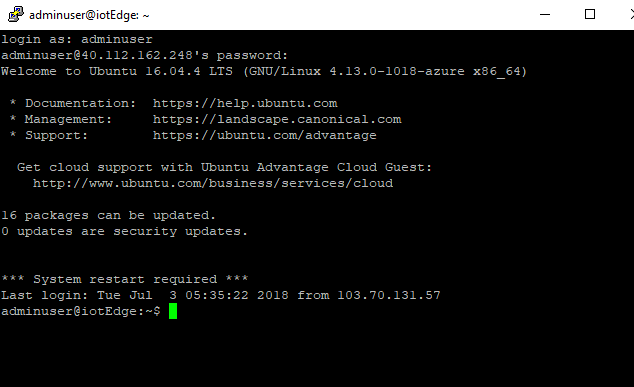 adminuser@iotEdge: ~
login as: adminuser
adminuser@40.112.162.248's password:
Welcome to Ubuntu 16.04.4 LTS (GNU/Linux 4.13.0-1018-azure x86_64)
* Documentation:  https://help.ubuntu.com
* Management:     https://landscape.canonical.com
* Support:        https://ubuntu.com/advantage
Get cloud support with Ubuntu Advantage Cloud Guest:
http://www.ubuntu.com/business/services/cloud
16 packages can be updated.
0 updates are security updates.
*** System restart required ***
Last login: Tue Jul  3 05:35:22 2018 from 103.70.131.57
adminuser@iotEdge:~$